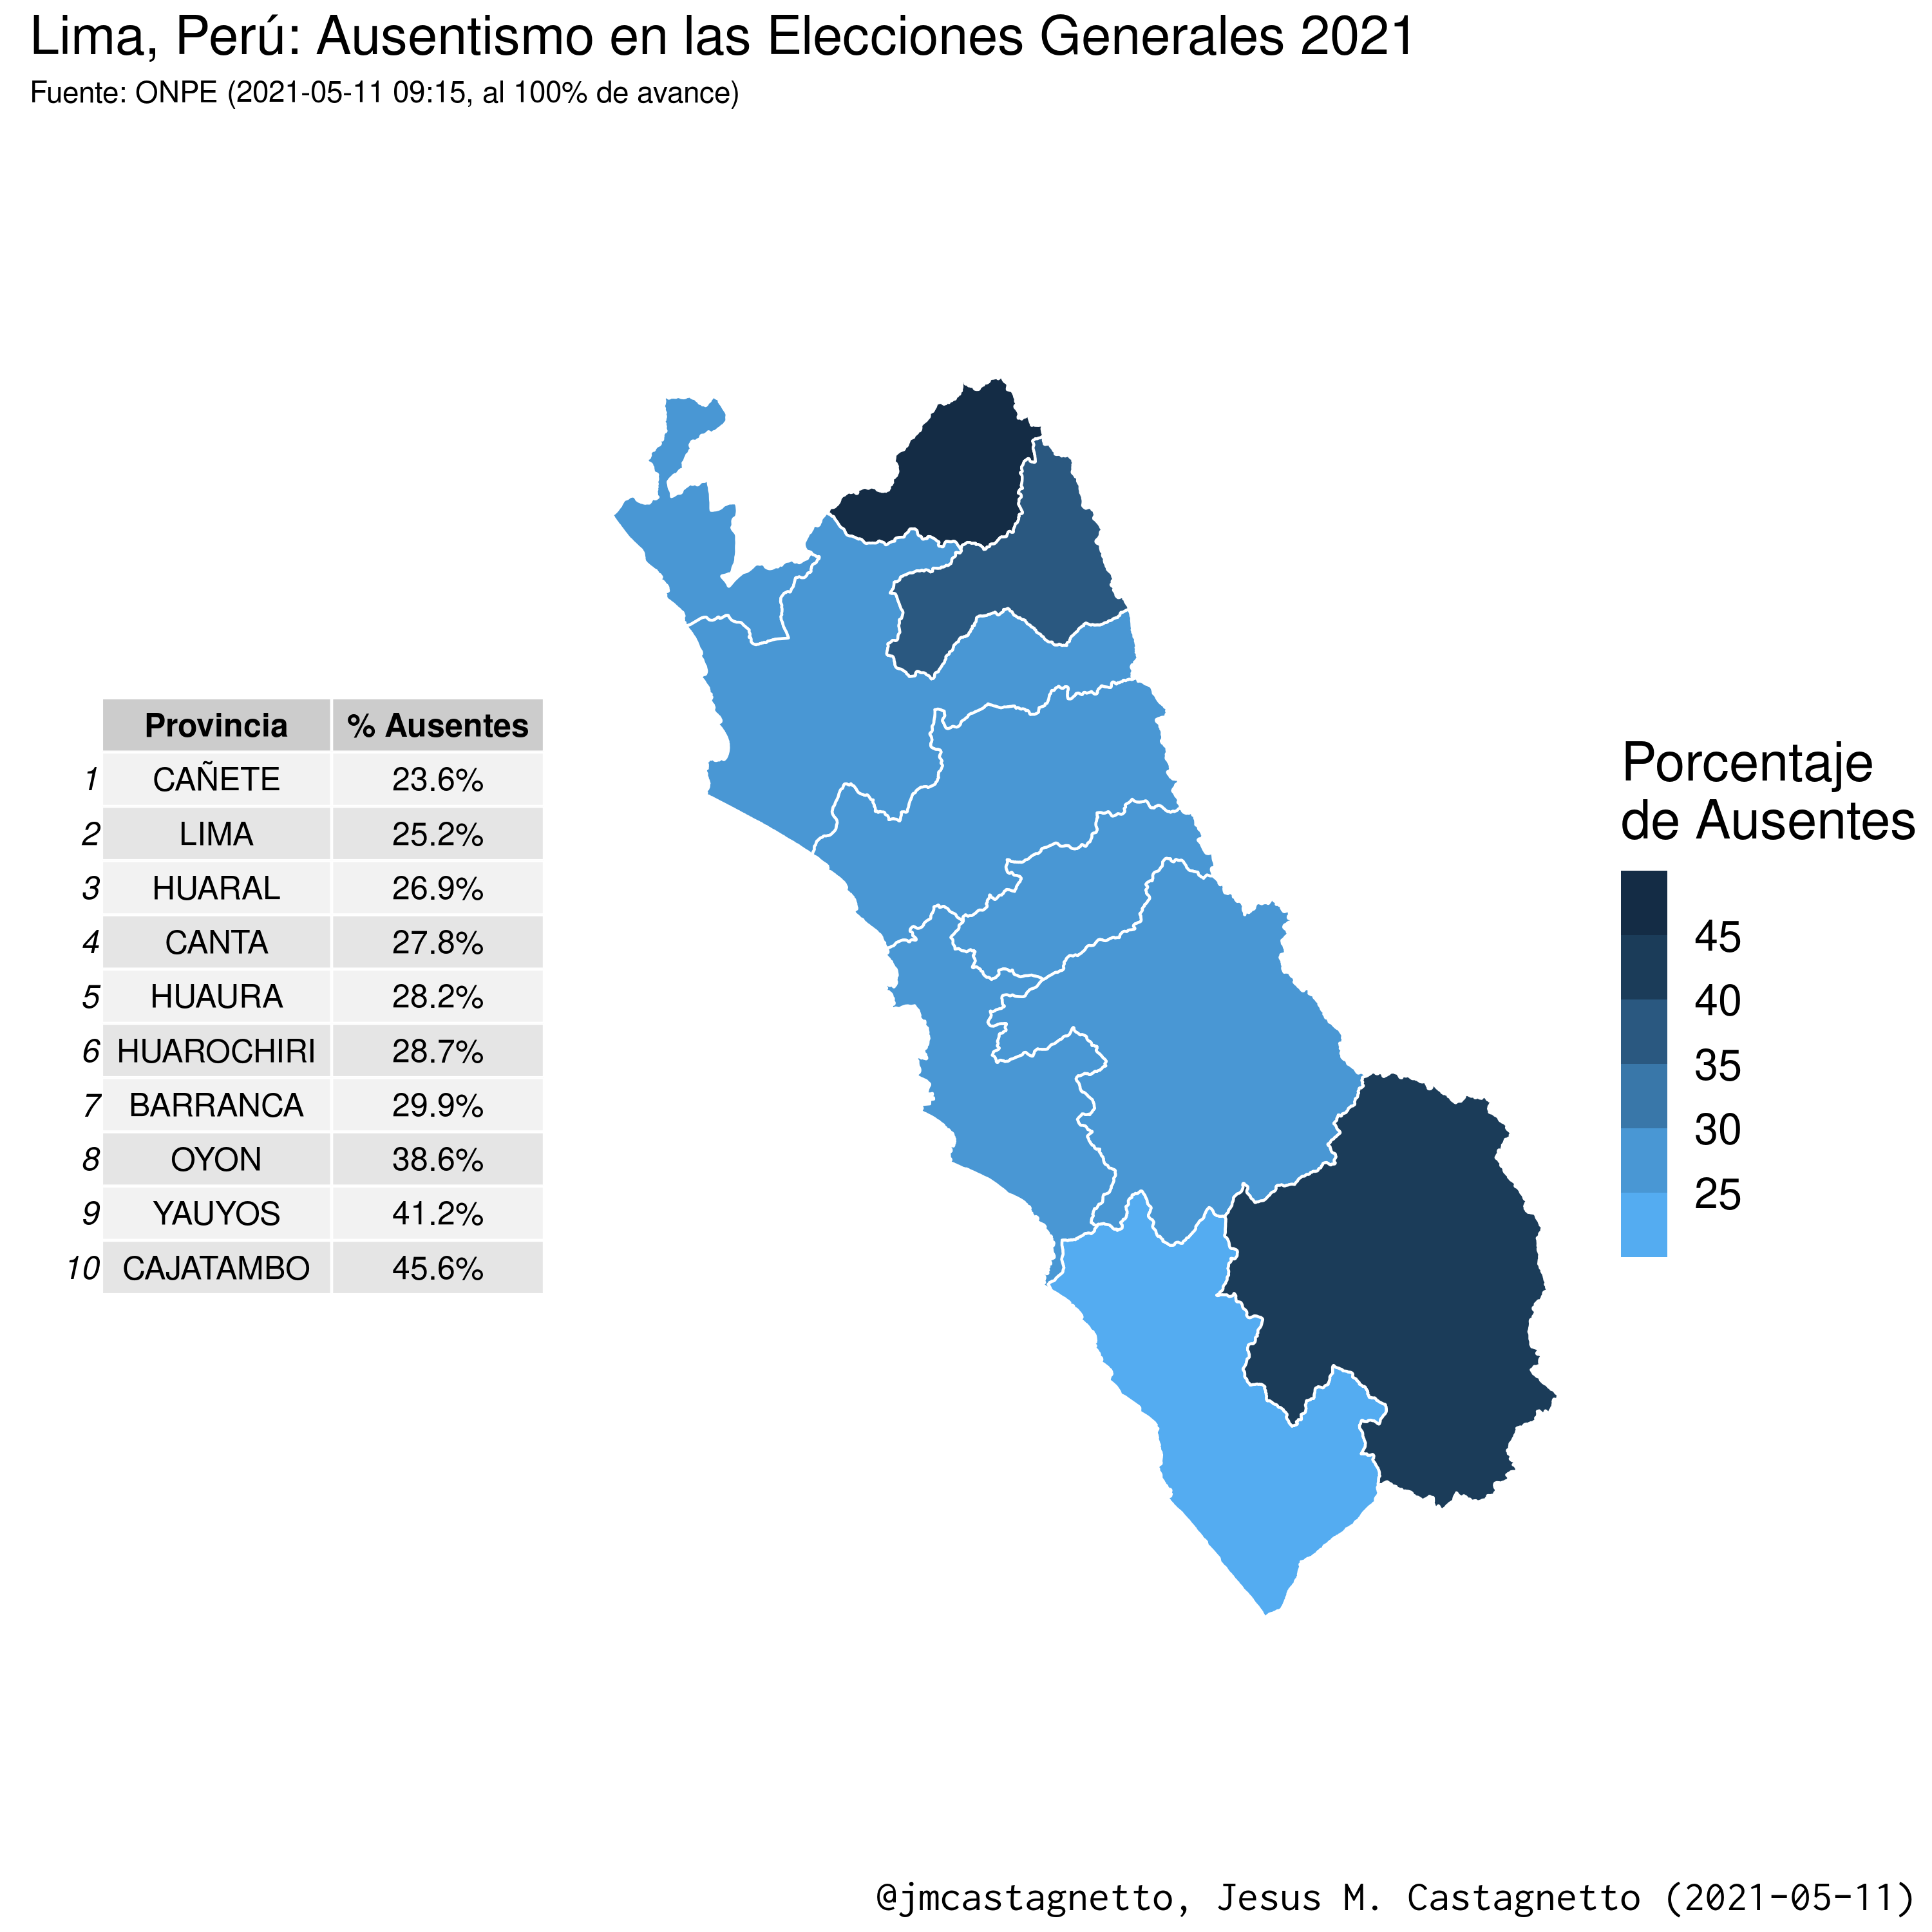 Lima, Perú: Ausentismo en las Elecciones Generales 2021
Fuente: ONPE (2021-05-11 09:15, al 100% de avance)
Provincia % Ausentes
1 CAÑETE 23.6%
2 LIMA 25.2%
3 HUARAL 26.9%
4 CANTA 27.8%
5 HUAURA 28.2%
6 HUAROCHIRI 28.7%
7 BARRANCA 29.9%
8 OYON 38.6%
9 YAUYOS 41.2%
10 CAJATAMBO 45.6%
Porcentaje
de Ausentes
45
40
35
30
25
@jmcastagnetto, Jesus M. Castagnetto (2021-05-11)